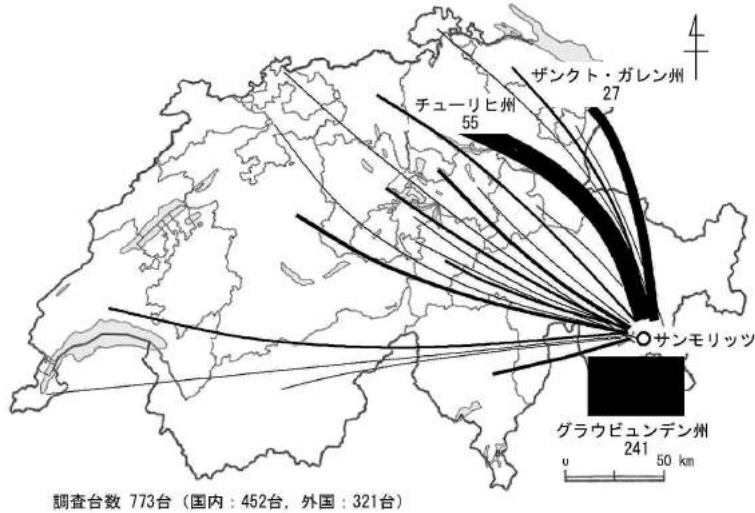 ザンクト・ガレン州
27
チューリヒ州
55
サンモリッツ
グラウビュンデン州
241
0 50 km
調査台数 773台（国内：452台，外国：321台）